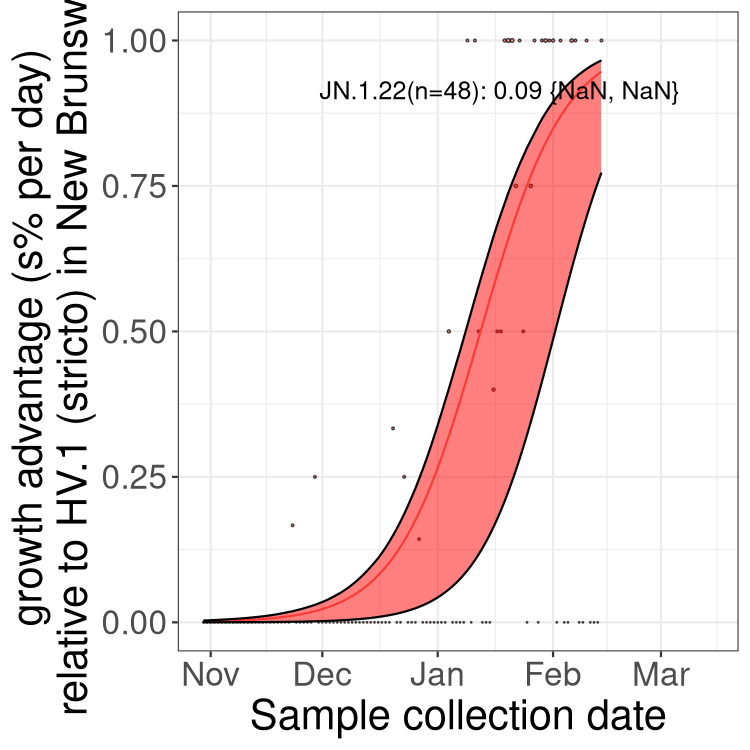 growth advantage (s% per day)
relative to HV.1 (stricto) in New Brunsw
1.00
0.75
0.50
0.25
0.00
JN.1.22(n=48): 0.09 {NaN, NaN}
Nov Dec Jan Feb Mar
Sample collection date